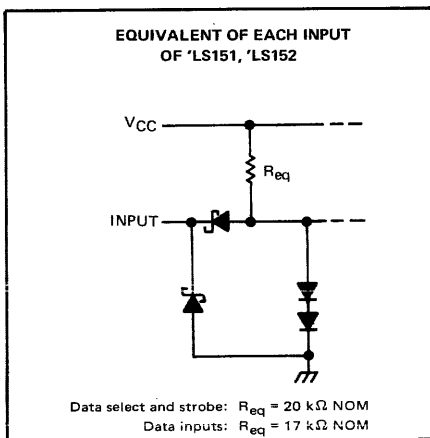 EQUIVALENT OF EACH INPUT
OF 'LS151, 'LS152
VCC
Req
INPUT
Data select and strobe: Req = 20 kΩ NOM
Data inputs: Req = 17 kΩ NOM